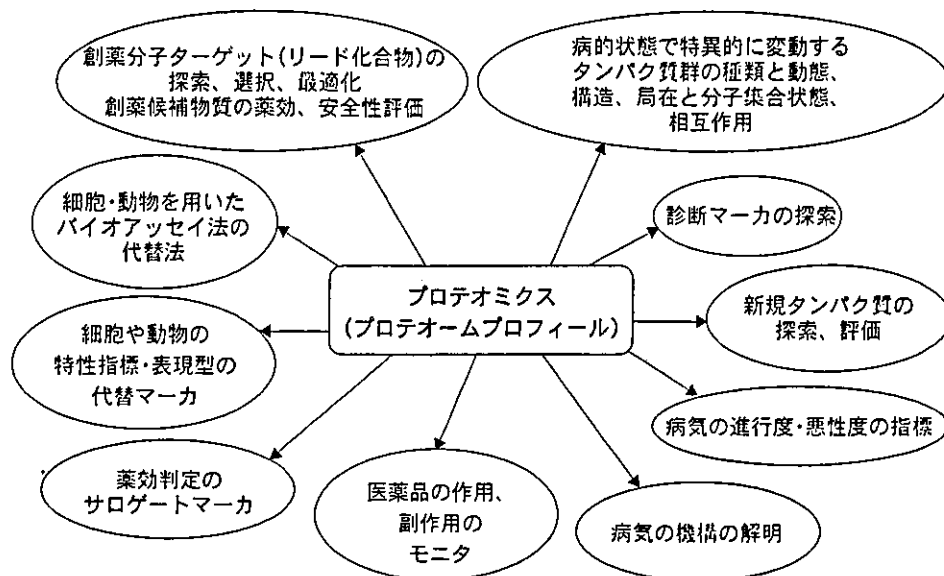 創薬分子ターゲット(リード化合物)の
探索、選択、最適化
創薬候補物質の薬効、安全性評価
病的状態で特異的に変動する
タンパク質群の種類と動態、
構造、局在と分子集合状態、
相互作用
細胞・動物を用いた
バイオアッセイ法の
代替法
診断マーカの探索
プロテオミクス
(プロテオームプロフィール)
新規タンパク質の
探索、評価
細胞や動物の
特性指標・表現型の
代替マーカ
病気の進行度・悪性度の指標
薬効判定の
サロゲートマーカ
医薬品の作用、
副作用の
モニタ
病気の機構の解明